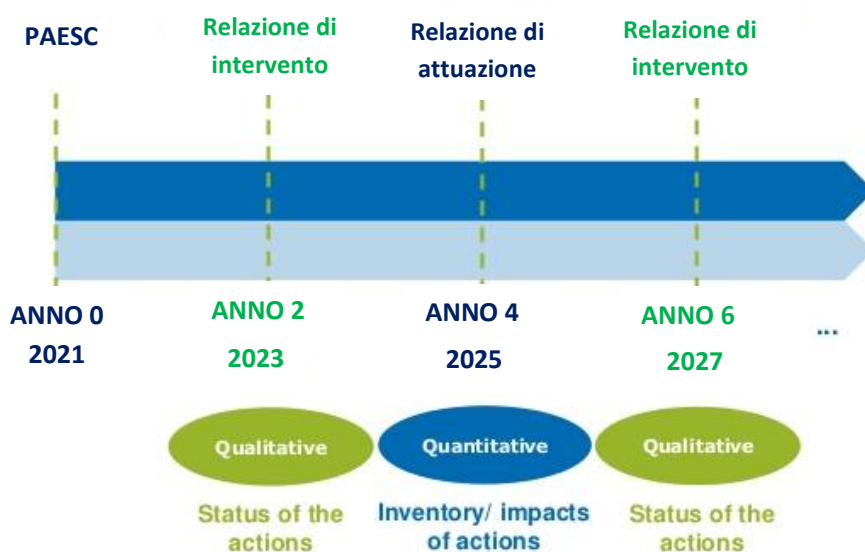 PAESC
Relazione di
intervento
Relazione di
attuazione
Relazione di
intervento
ANNO 0
2021
ANNO 2
2023
ANNO 4
2025
ANNO 6
2027
...
Qualitative
Quantitative
Qualitative
Status of the
actions
Inventory/ impacts
of actions
Status of the
actions